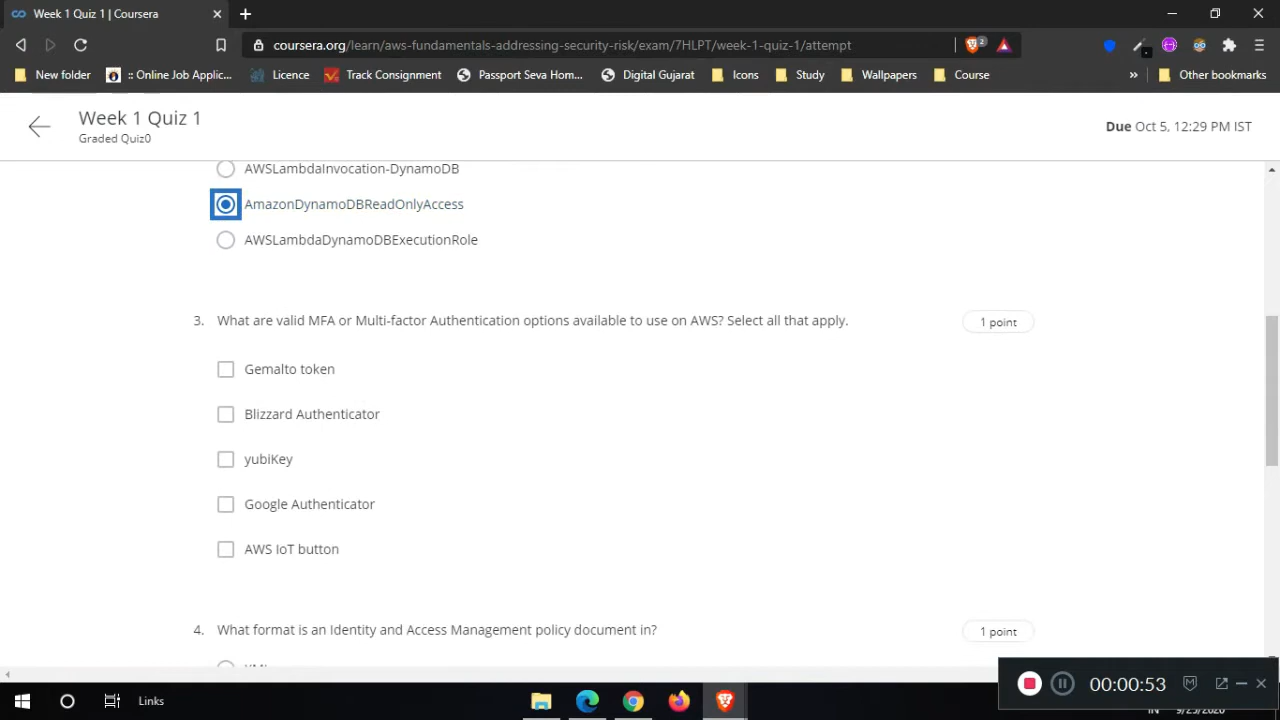 Week 1 Quiz 1 | Coursera
coursera.org/learn/aws-fundamentals-addressing-security-risk/exam/7HLPT/week-1-quiz-1/attempt
2
New folder
:: Online Job Applic...
Licence
Track Consignment
Passport Seva Hom...
Digital Gujarat
Icons
Study
Wallpapers
Course
»
Other bookmarks
Week 1 Quiz 1
Graded Quiz0
Due Oct 5, 12:29 PM IST
AWSLambdaInvocation-DynamoDB
AmazonDynamoDBReadOnlyAccess
AWSLambdaDynamoDBExecutionRole
3. What are valid MFA or Multi-factor Authentication options available to use on AWS? Select all that apply.
1 point
Gemalto token
Blizzard Authenticator
yubiKey
Google Authenticator
AWS IoT button
4. What format is an Identity and Access Management policy document in?
1 point
00:00:53
Links